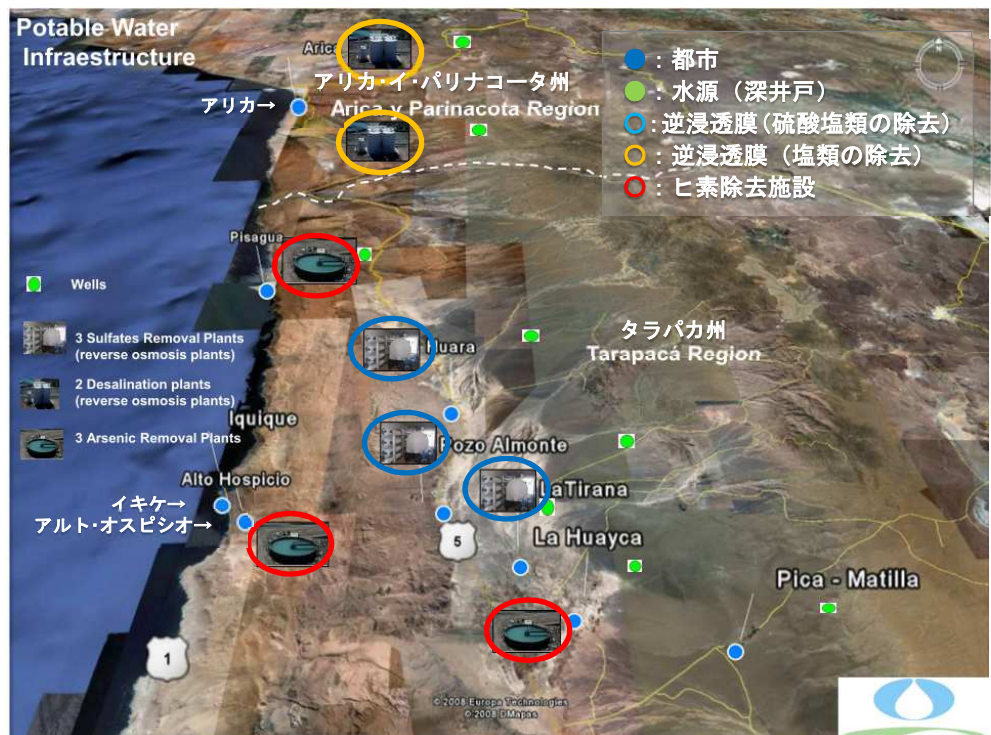 Potable Water
Infraestructure
Arica
アリカ・イ・パリナコータ州
アリカ→
Arica y Parinacota Region
：都市
：水源（深井戸）
：逆浸透膜（硫酸塩類の除去）
：逆浸透膜（塩類の除去）
：ヒ素除去施設
Pisagua
Wells
3 Sulfates Removal Plants
(reverse osmosis plants)
2 Desalination plants
(reverse osmosis plants)
3 Arsenic Removal Plants
Huara
タラパカ州
Tarapacá Region
Iquique
Pozo Almonte
Alto Hospicio
イキケ→
アルト・オスピシオ→
LaTirana
5
La Huayca
Pica - Matilla
1
© 2008 Europa Technologies
© 2008 DMapas